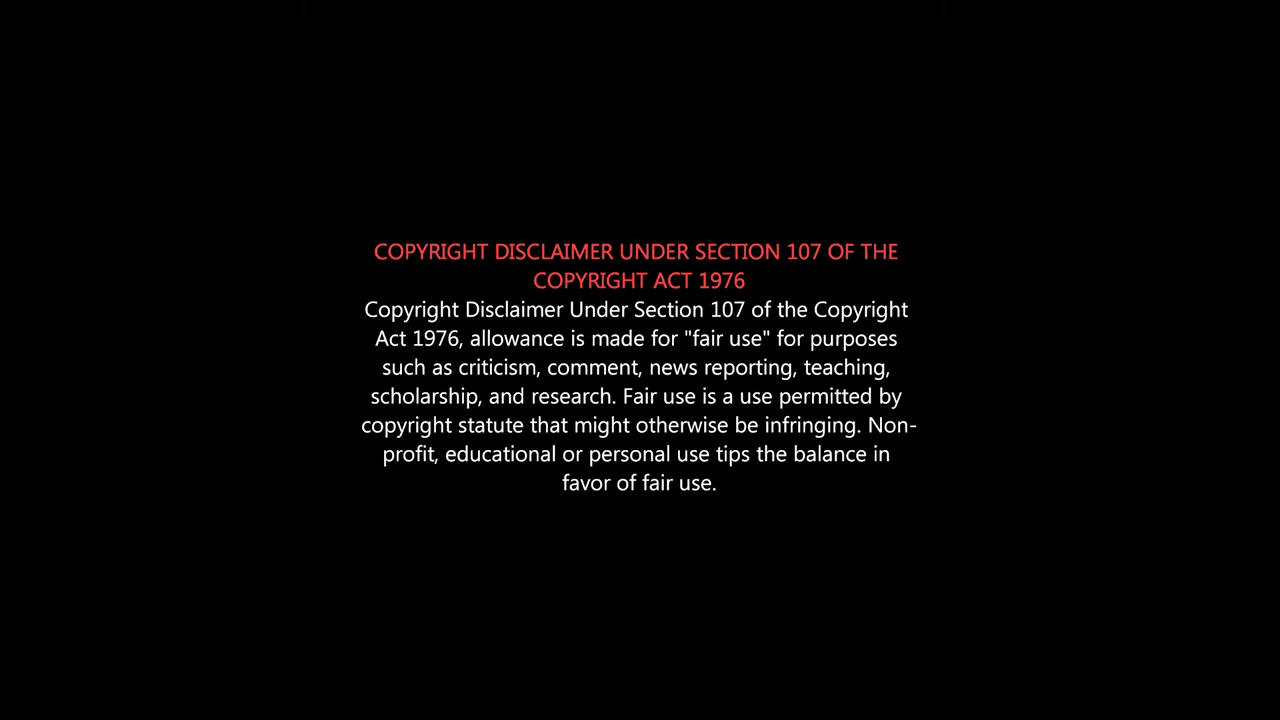 COPYRIGHT DISCLAIMER UNDER SECTION 107 OF THE
COPYRIGHT ACT 1976
Copyright Disclaimer Under Section 107 of the Copyright
Act 1976, allowance is made for "fair use" for purposes
such as criticism, comment, news reporting, teaching,
scholarship, and research. Fair use is a use permitted by
copyright statute that might otherwise be infringing. Non-
profit, educational or personal use tips the balance in
favor of fair use.